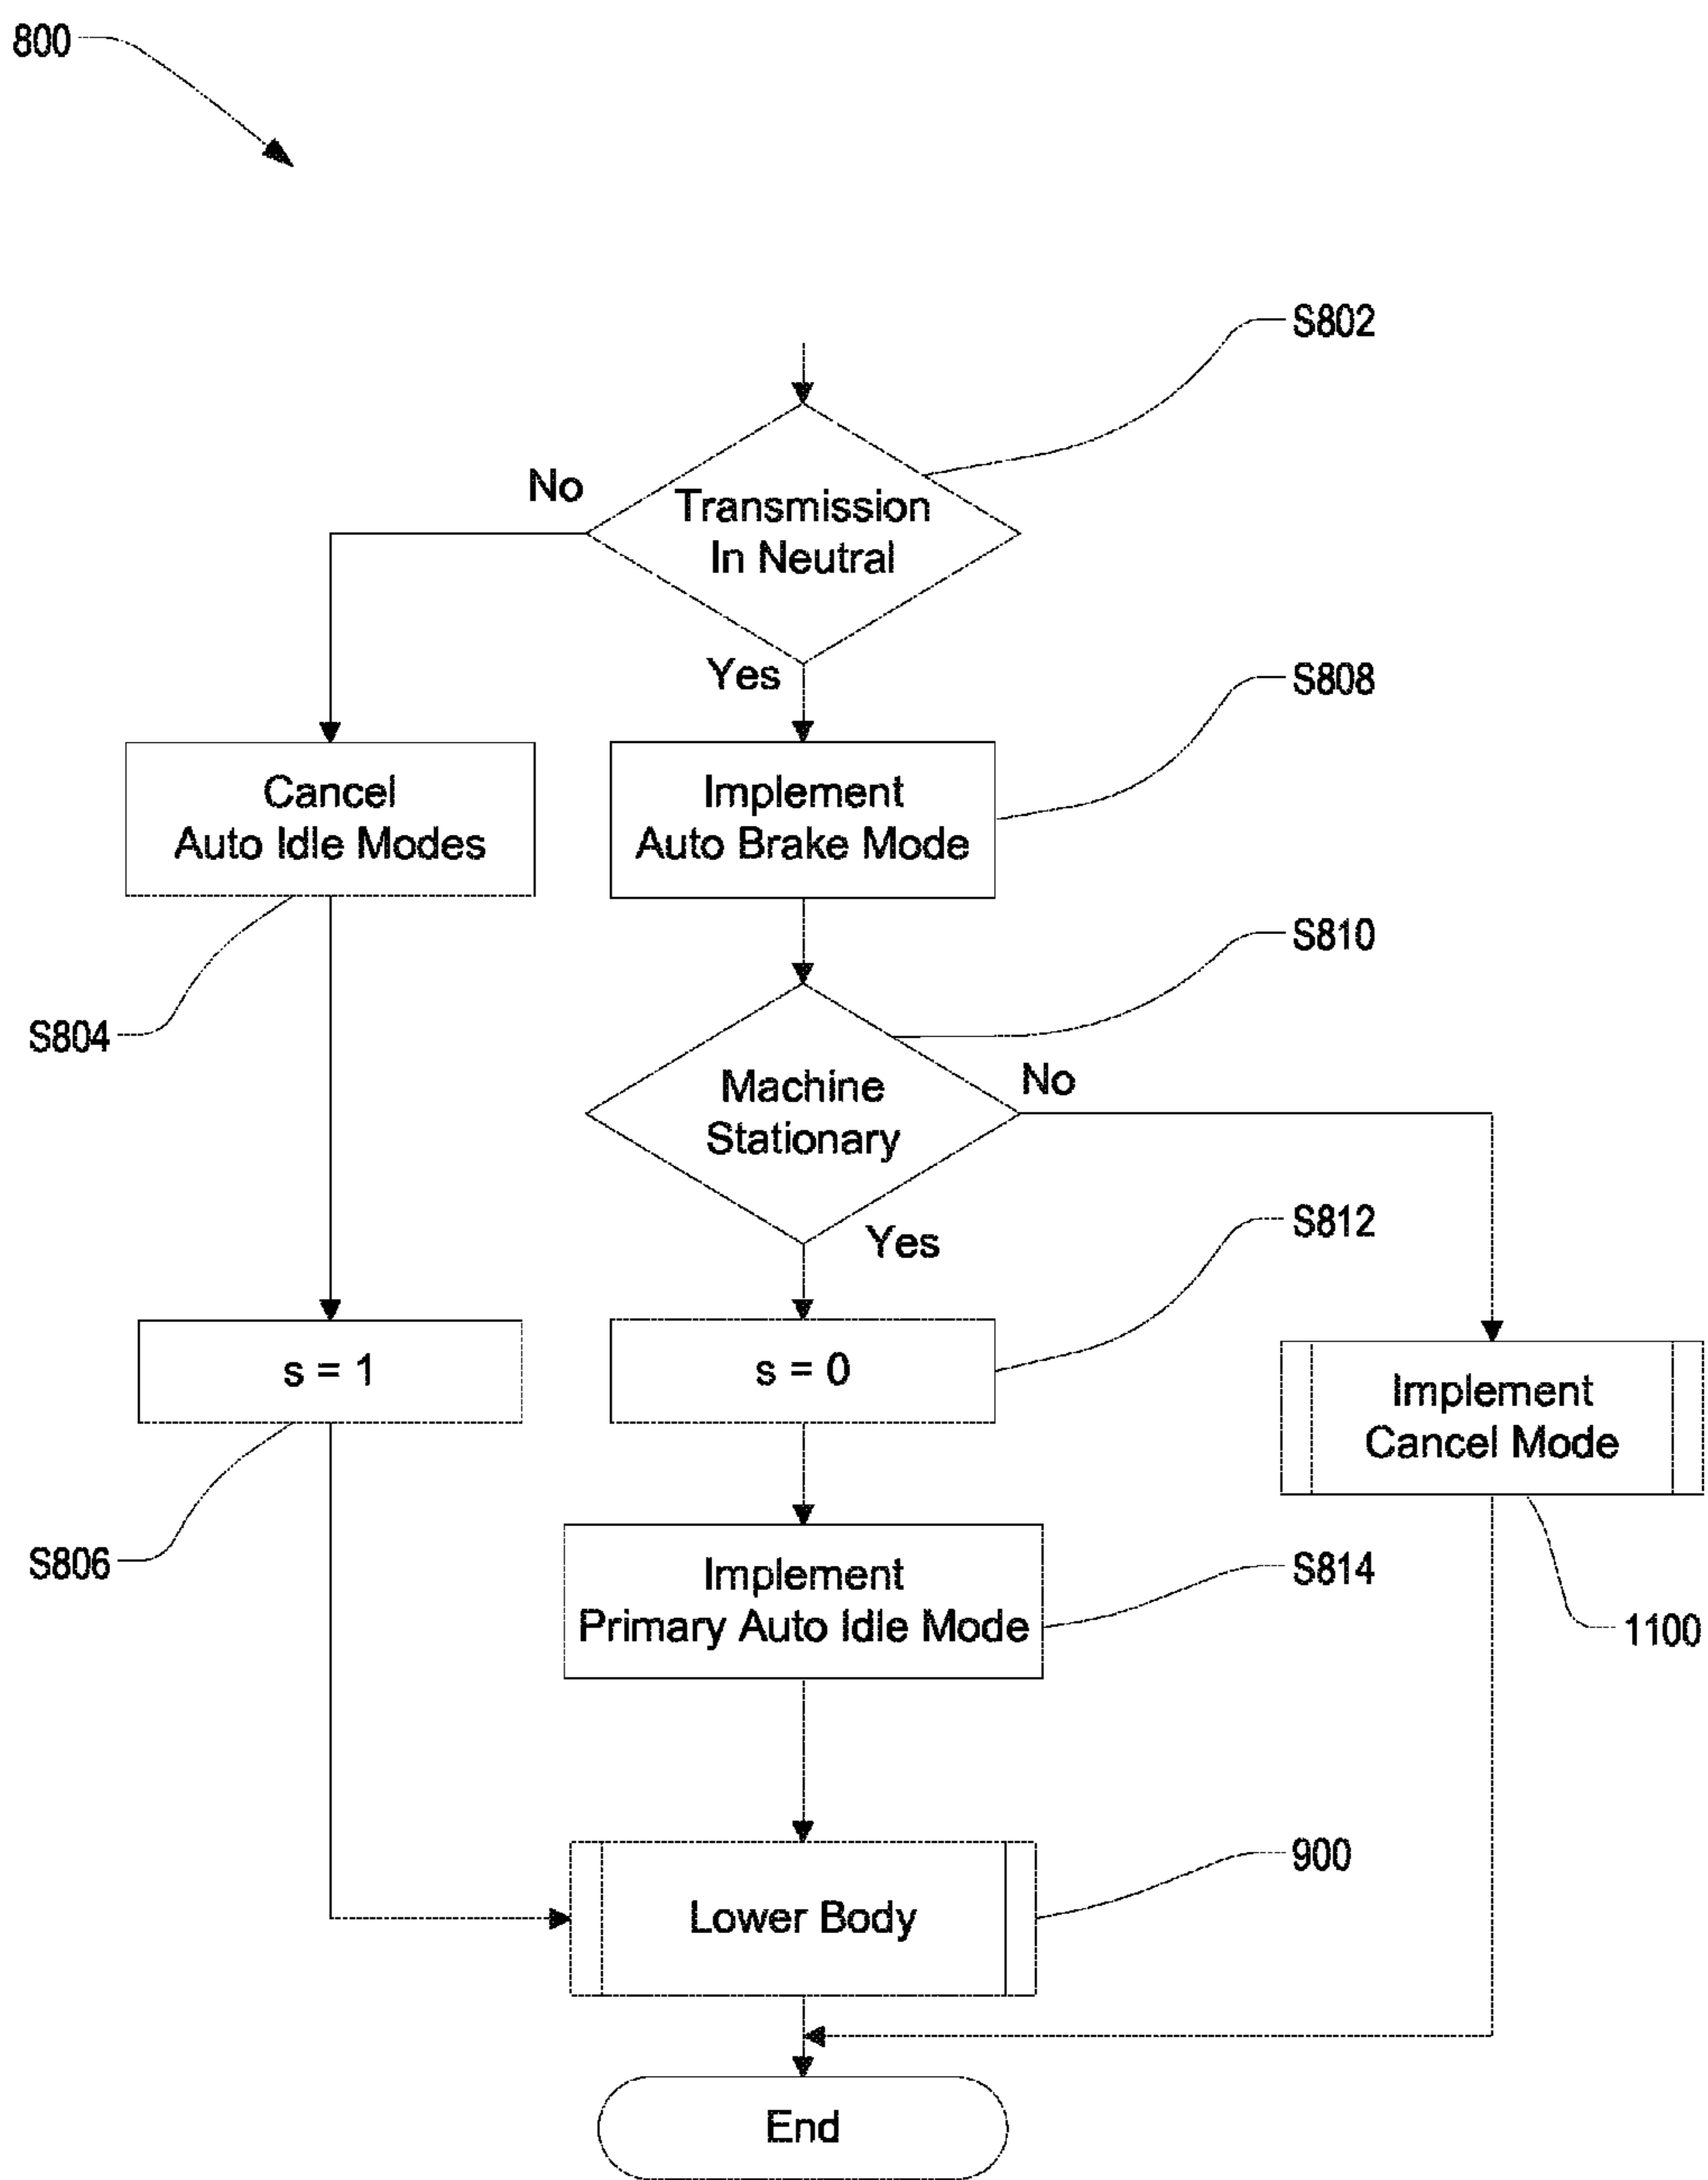 800
S802
No
Transmission
In Neutral
Yes
S808
Cancel
Auto Idle Modes
Implement
Auto Brake Mode
S810
S804
Machine
Stationary
No
Yes
S812
s = 1
s = 0
Implement
Cancel Mode
S806
Implement
Primary Auto Idle Mode
S814
1100
900
Lower Body
End